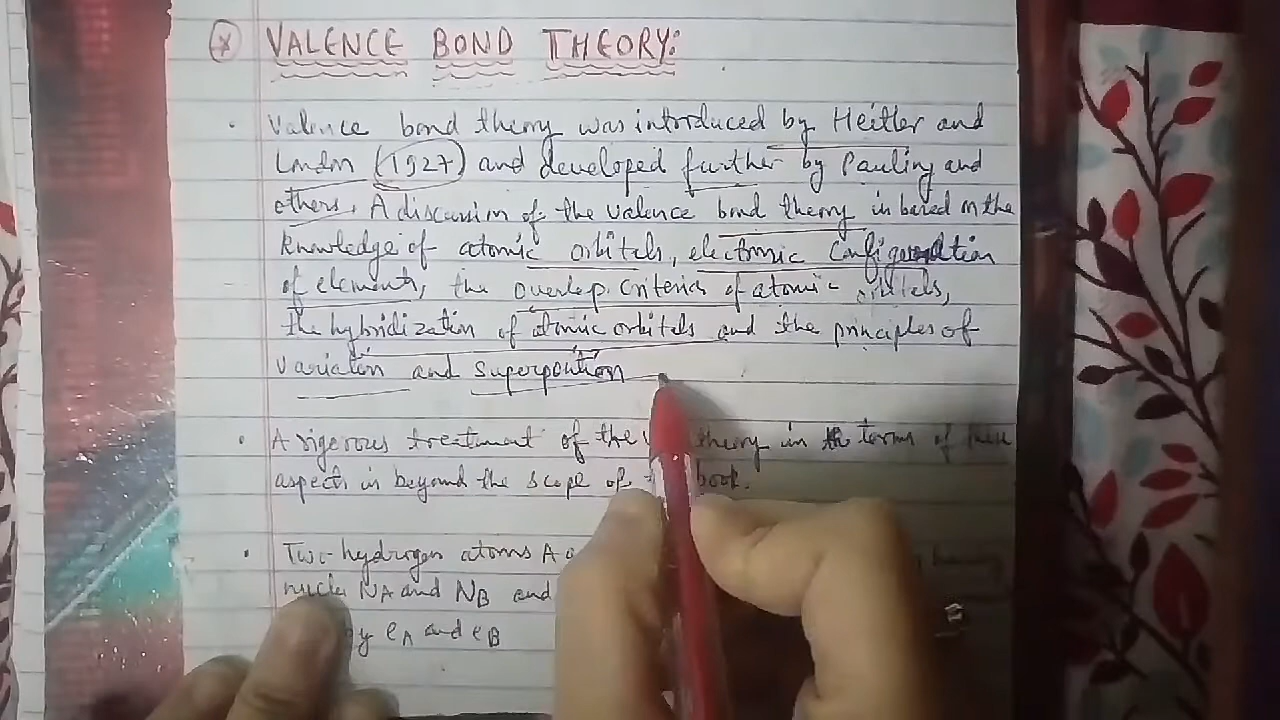 VALENCE BOND THEORY:
Valence bond theory was introduced by Heitler and
London (1927) and developed further by Pauling and
others. A discussion of the valence bond theory is based on the
knowledge of atomic orbitals, electronic configuration
of elements, the overlap criteria of atomic orbitals,
the hybridization of atomic orbitals and the principles of
variation and superposition
A rigerous treatment of the theory in the terms of these
aspects is beyond the scope of book.
Two hydrogen atoms A having
nuclei NA and NB and
by eA and eB